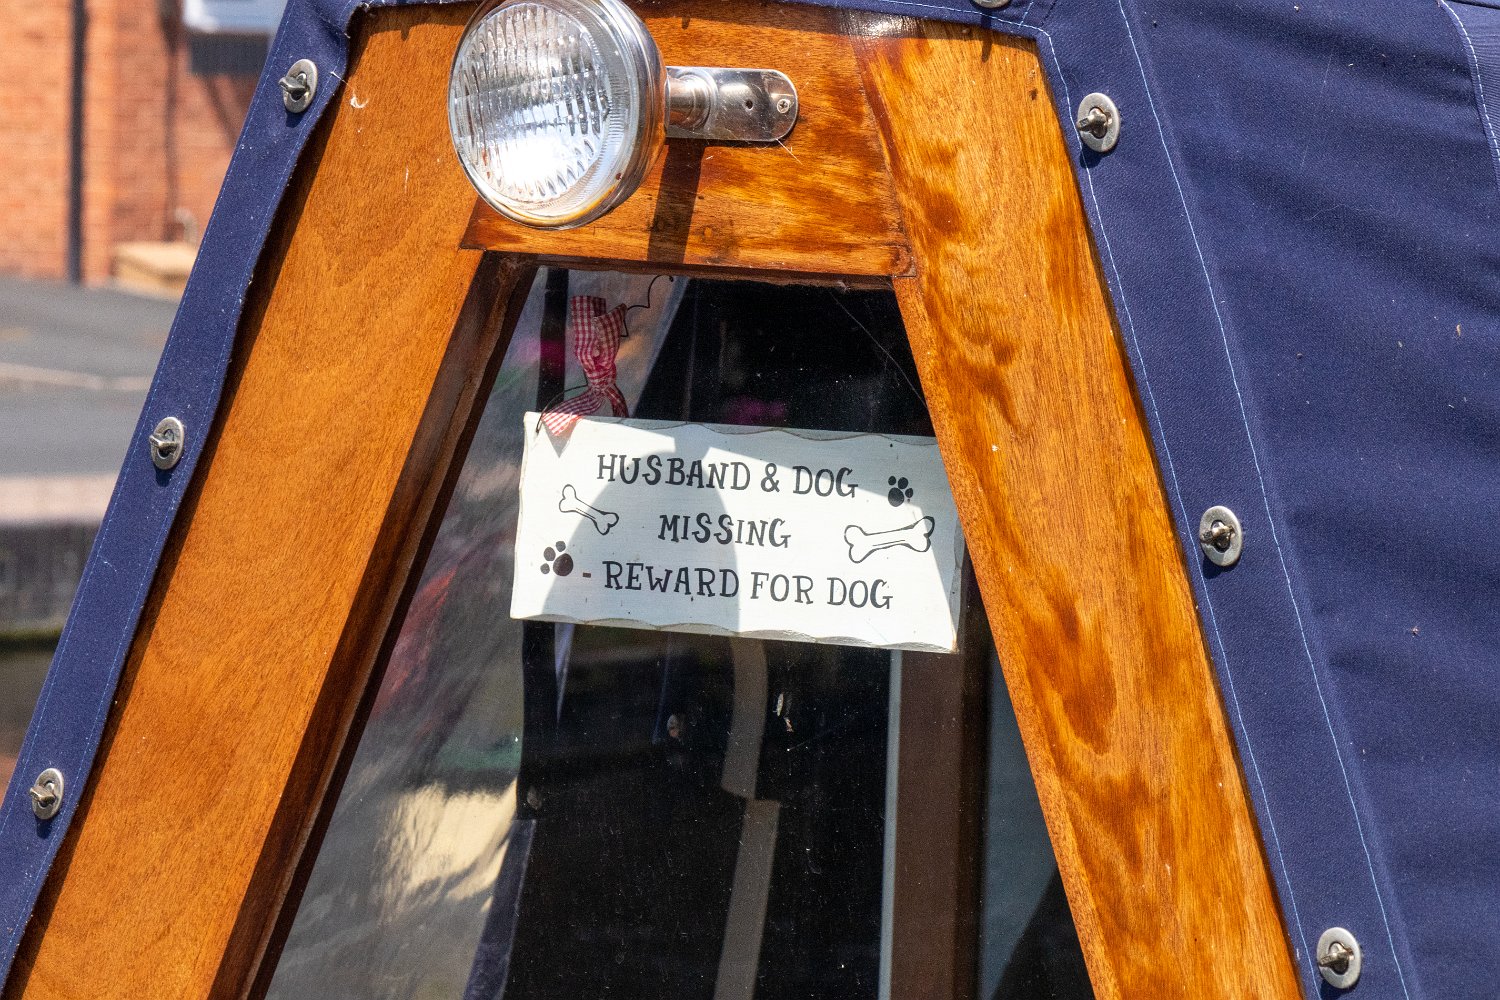 HUSBAND & DOG
MISSING
- REWARD FOR DOG